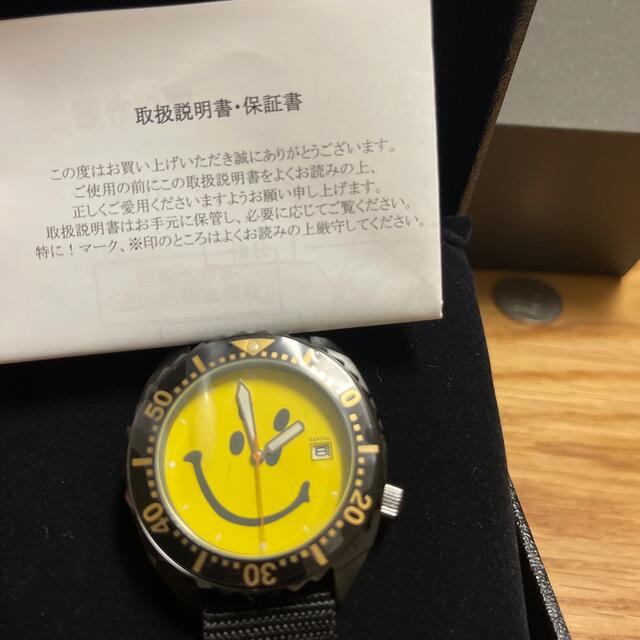 取扱説明書・保証書
この度はお買い上げいただき誠にありがとうございます。
ご使用の前にこの取扱説明書をよくお読みの上、
正しくご愛用くださいますようお願い申し上げます。
取扱説明書はお手元に保管し、必要に応じてご覧ください。
特に！マーク、※印のところはよくお読みの上厳守してください。
50
10
40
20
30
KAPITAL
8